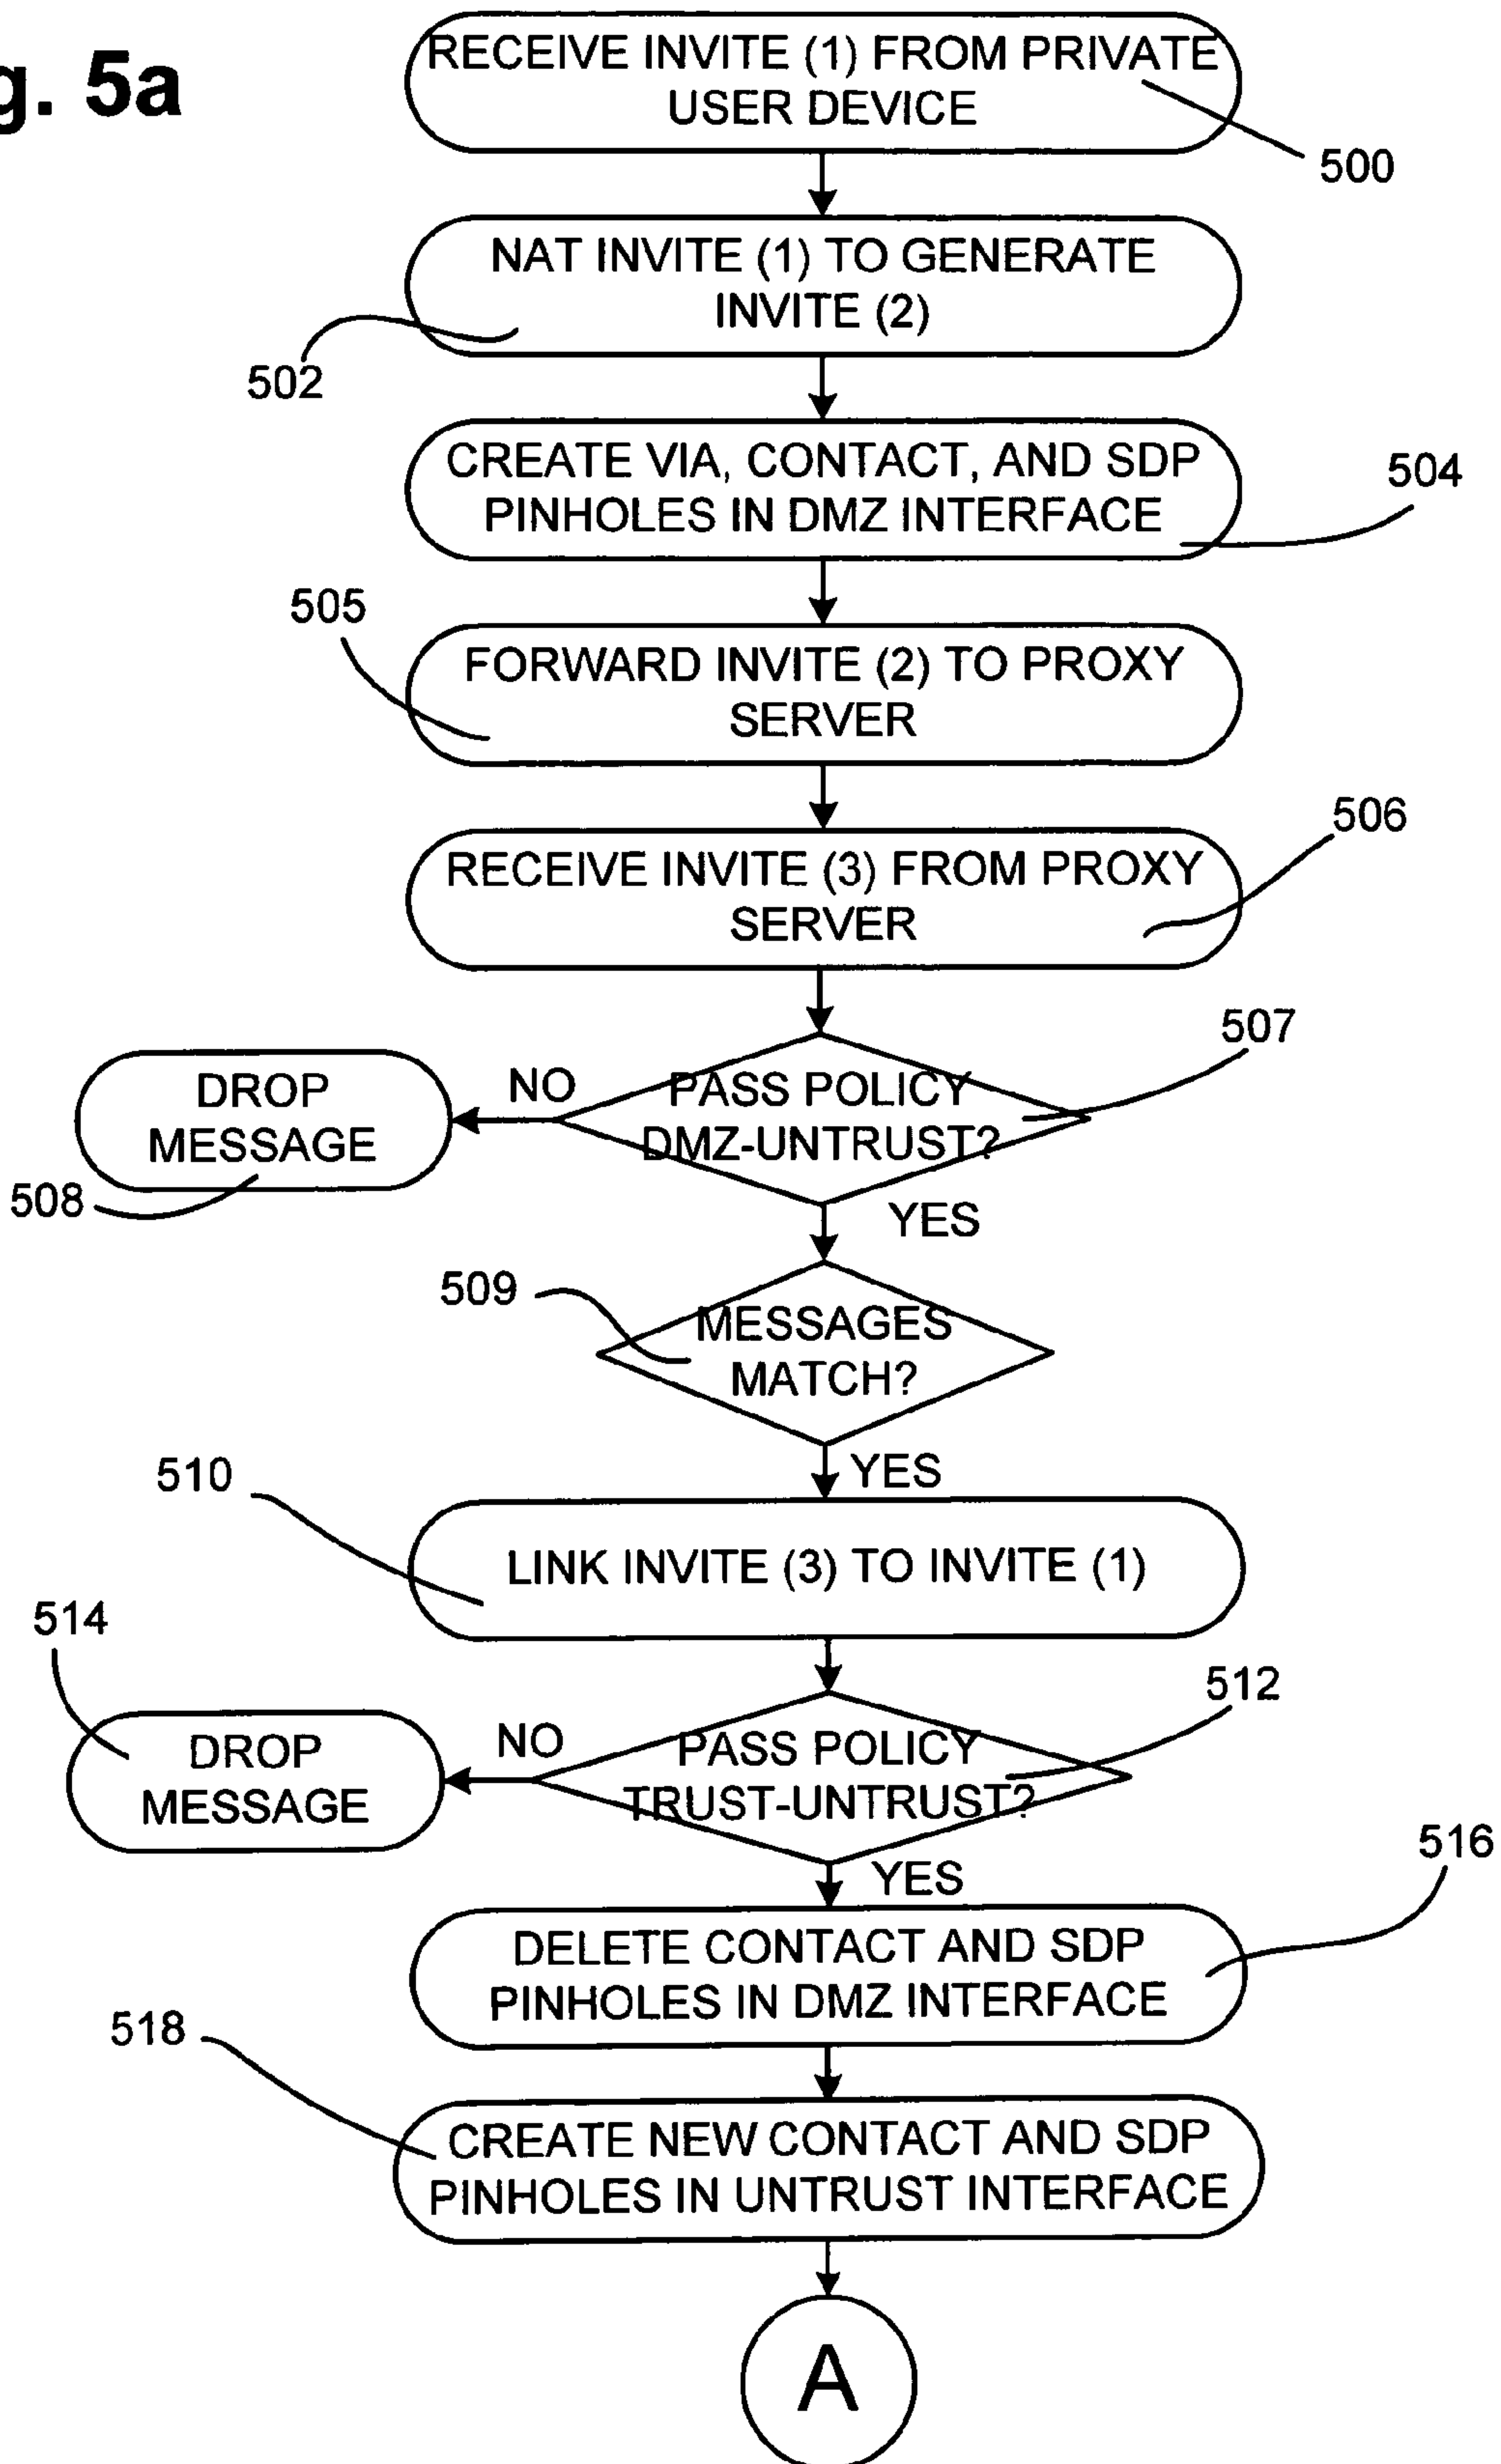 g. 5a
RECEIVE INVITE (1) FROM PRIVATE
USER DEVICE
500
NAT INVITE (1) TO GENERATE
INVITE (2)
502
CREATE VIA, CONTACT, AND SDP
PINHOLES IN DMZ INTERFACE
504
505
FORWARD INVITE (2) TO PROXY
SERVER
506
RECEIVE INVITE (3) FROM PROXY
SERVER
507
PASS POLICY
DMZ-UNTRUST?
NO
DROP
MESSAGE
508
YES
509
MESSAGES
MATCH?
YES
510
LINK INVITE (3) TO INVITE (1)
514
512
PASS POLICY
TRUST-UNTRUST?
NO
DROP
MESSAGE
YES
516
DELETE CONTACT AND SDP
PINHOLES IN DMZ INTERFACE
518
CREATE NEW CONTACT AND SDP
PINHOLES IN UNTRUST INTERFACE
A